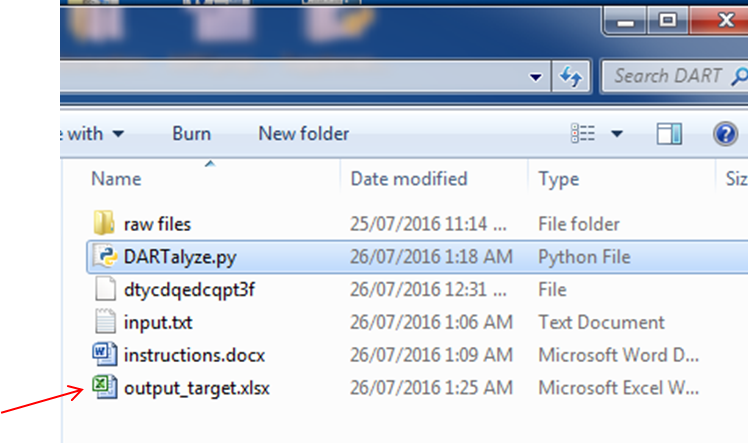 Search DART
e with Burn New folder
Name Date modified Type Siz
raw files 25/07/2016 11:14 ... File folder
DARTalyze.py 26/07/2016 1:18 AM Python File
dtycdqedcqpt3f 26/07/2016 12:31 ... File
input.txt 26/07/2016 1:06 AM Text Document
instructions.docx 26/07/2016 1:09 AM Microsoft Word D...
output_target.xlsx 26/07/2016 1:25 AM Microsoft Excel W...